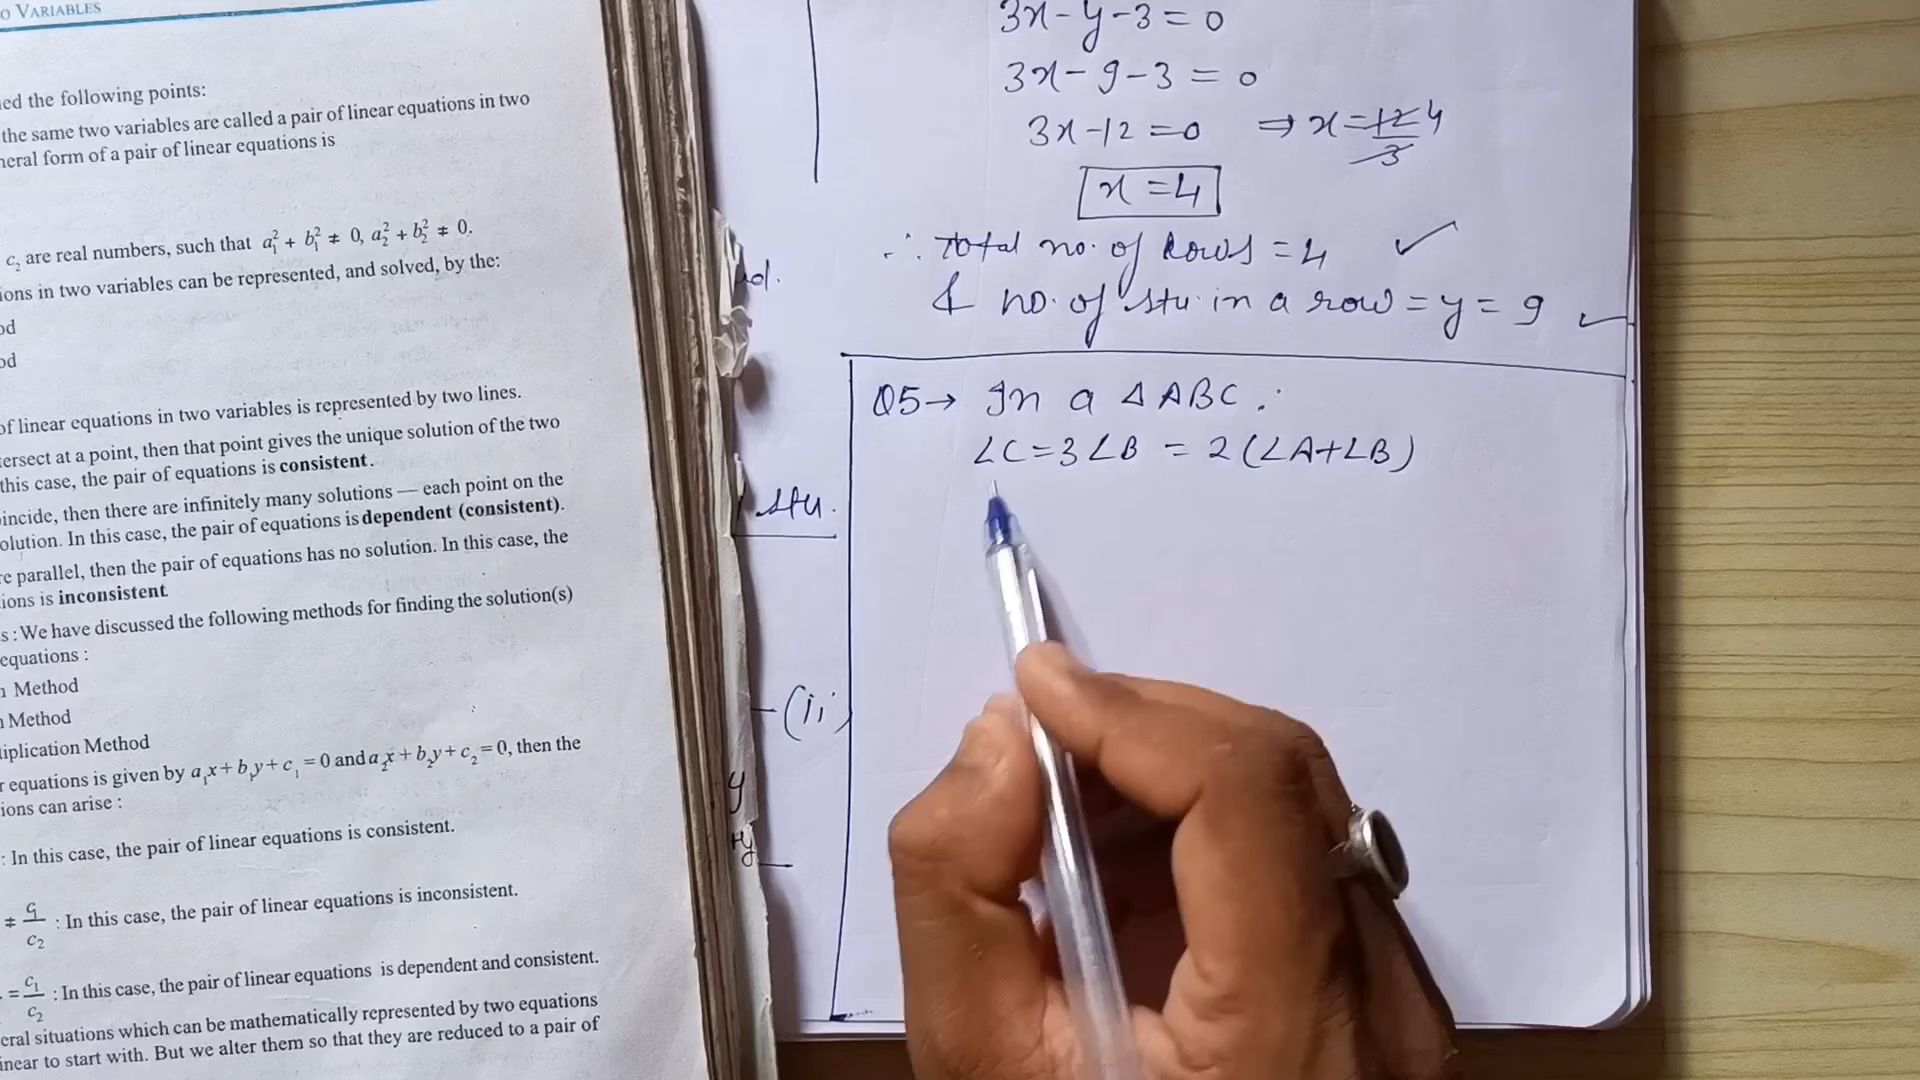 O VARIABLES
ed the following points:
the same two variables are called a pair of linear equations in two
neral form of a pair of linear equations is
c₂ are real numbers, such that a₁² + b₁² ≠ 0, a₂² + b₂² ≠ 0.
ions in two variables can be represented, and solved, by the:
od
od
of linear equations in two variables is represented by two lines.
tersect at a point, then that point gives the unique solution of the two
this case, the pair of equations is consistent.
incide, then there are infinitely many solutions — each point on the
olution. In this case, the pair of equations is dependent (consistent).
re parallel, then the pair of equations has no solution. In this case, the
ions is inconsistent.
s : We have discussed the following methods for finding the solution(s)
equations :
n Method
n Method
tiplication Method
r equations is given by a₁x + b₁y + c₁ = 0 and a₂x + b₂y + c₂ = 0, then the
ions can arise :
: In this case, the pair of linear equations is consistent.
≠ c₁/c₂ : In this case, the pair of linear equations is inconsistent.
= c₁/c₂ : In this case, the pair of linear equations is dependent and consistent.
eral situations which can be mathematically represented by two equations
inear to start with. But we alter them so that they are reduced to a pair of
stu.
(ii)
y
3x-y-3=0
3x-9-3=0
3x-12=0 ⇒ x=12/3 4
x=4
∴ Total no. of Rows = 4 ✓
& no. of stu. in a row = y = 9 ✓
Q5→ In a ΔABC.
∠C=3∠B = 2(∠A+∠B)